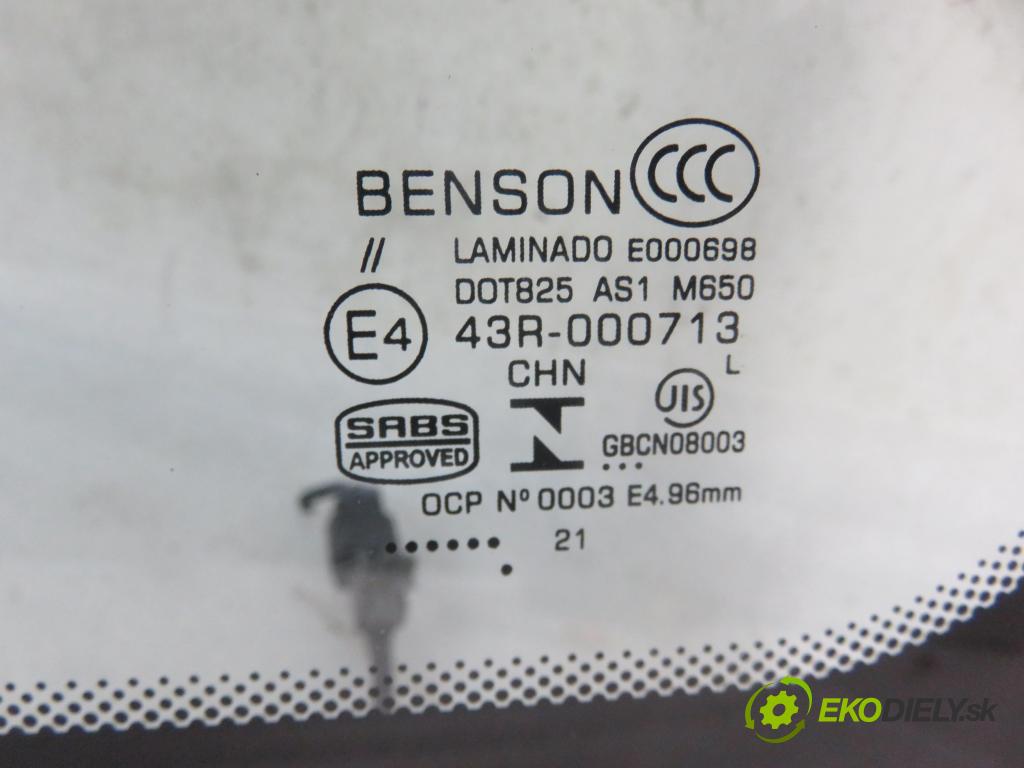 BENSON CCC
// LAMINADO E000698
DOT825 AS1 M650
E4 43R-000713
CHN L
SABS APPROVED
JIS
GBCN08003
OCP Nº 0003 E4.96mm
21
EKODIELY.sk